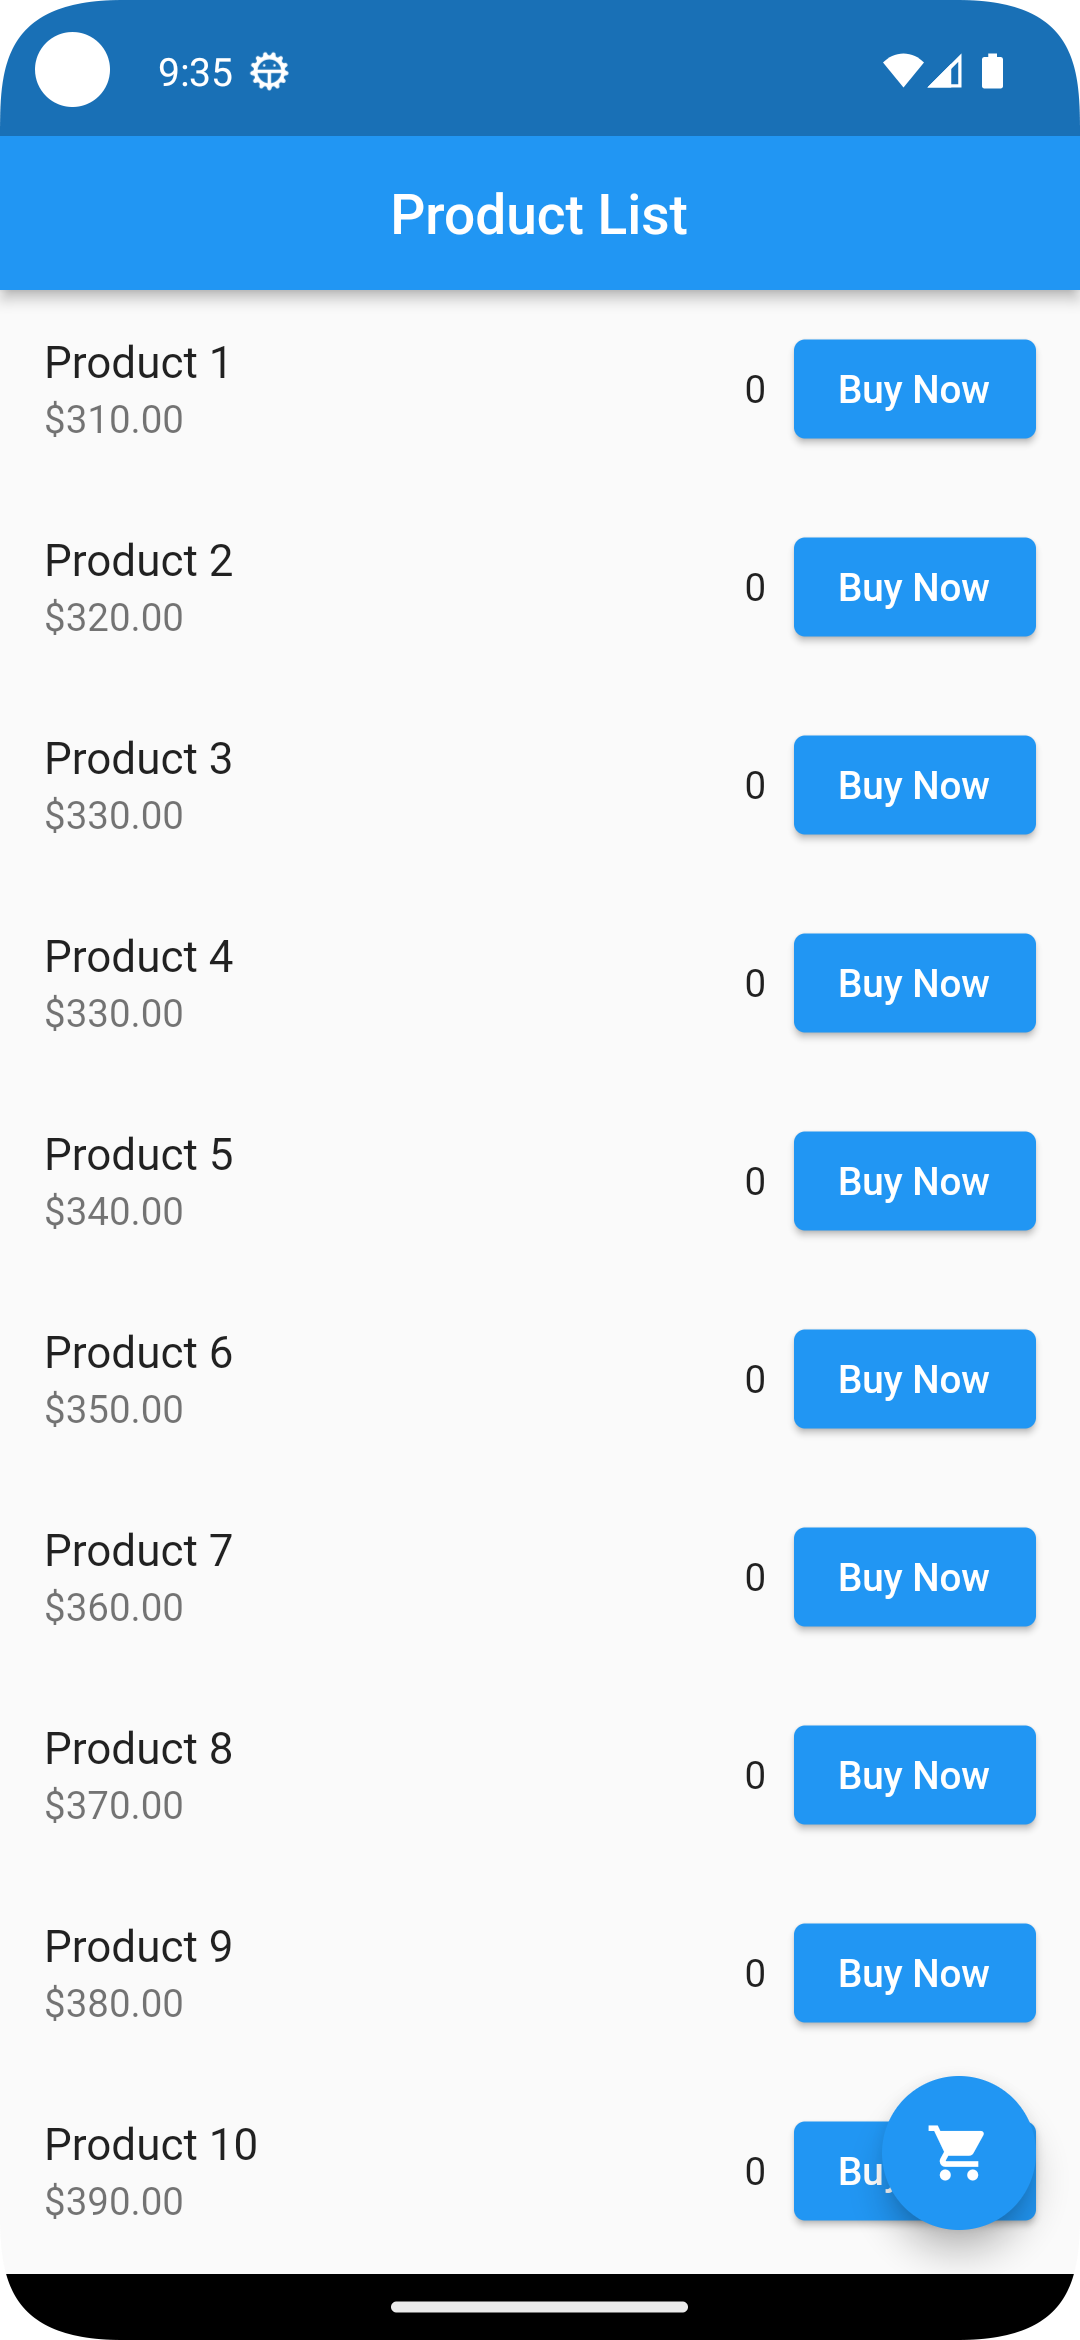 9:35
Product List
Product 1
$310.00
0 Buy Now
Product 2
$320.00
0 Buy Now
Product 3
$330.00
0 Buy Now
Product 4
$330.00
0 Buy Now
Product 5
$340.00
0 Buy Now
Product 6
$350.00
0 Buy Now
Product 7
$360.00
0 Buy Now
Product 8
$370.00
0 Buy Now
Product 9
$380.00
0 Buy Now
Product 10
$390.00
0